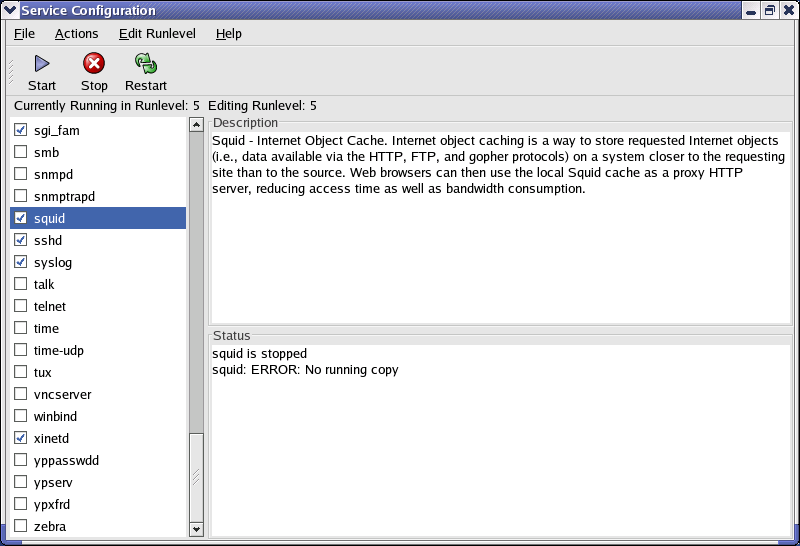 Service Configuration
File Actions Edit Runlevel Help
Start Stop Restart
Currently Running in Runlevel: 5 Editing Runlevel: 5
sgi_fam
smb
snmpd
snmptrapd
squid
sshd
syslog
talk
telnet
time
time-udp
tux
vncserver
winbind
xinetd
yppasswdd
ypserv
ypxfrd
zebra
Description
Squid - Internet Object Cache. Internet object caching is a way to store requested Internet objects
(i.e., data available via the HTTP, FTP, and gopher protocols) on a system closer to the requesting
site than to the source. Web browsers can then use the local Squid cache as a proxy HTTP
server, reducing access time as well as bandwidth consumption.
Status
squid is stopped
squid: ERROR: No running copy